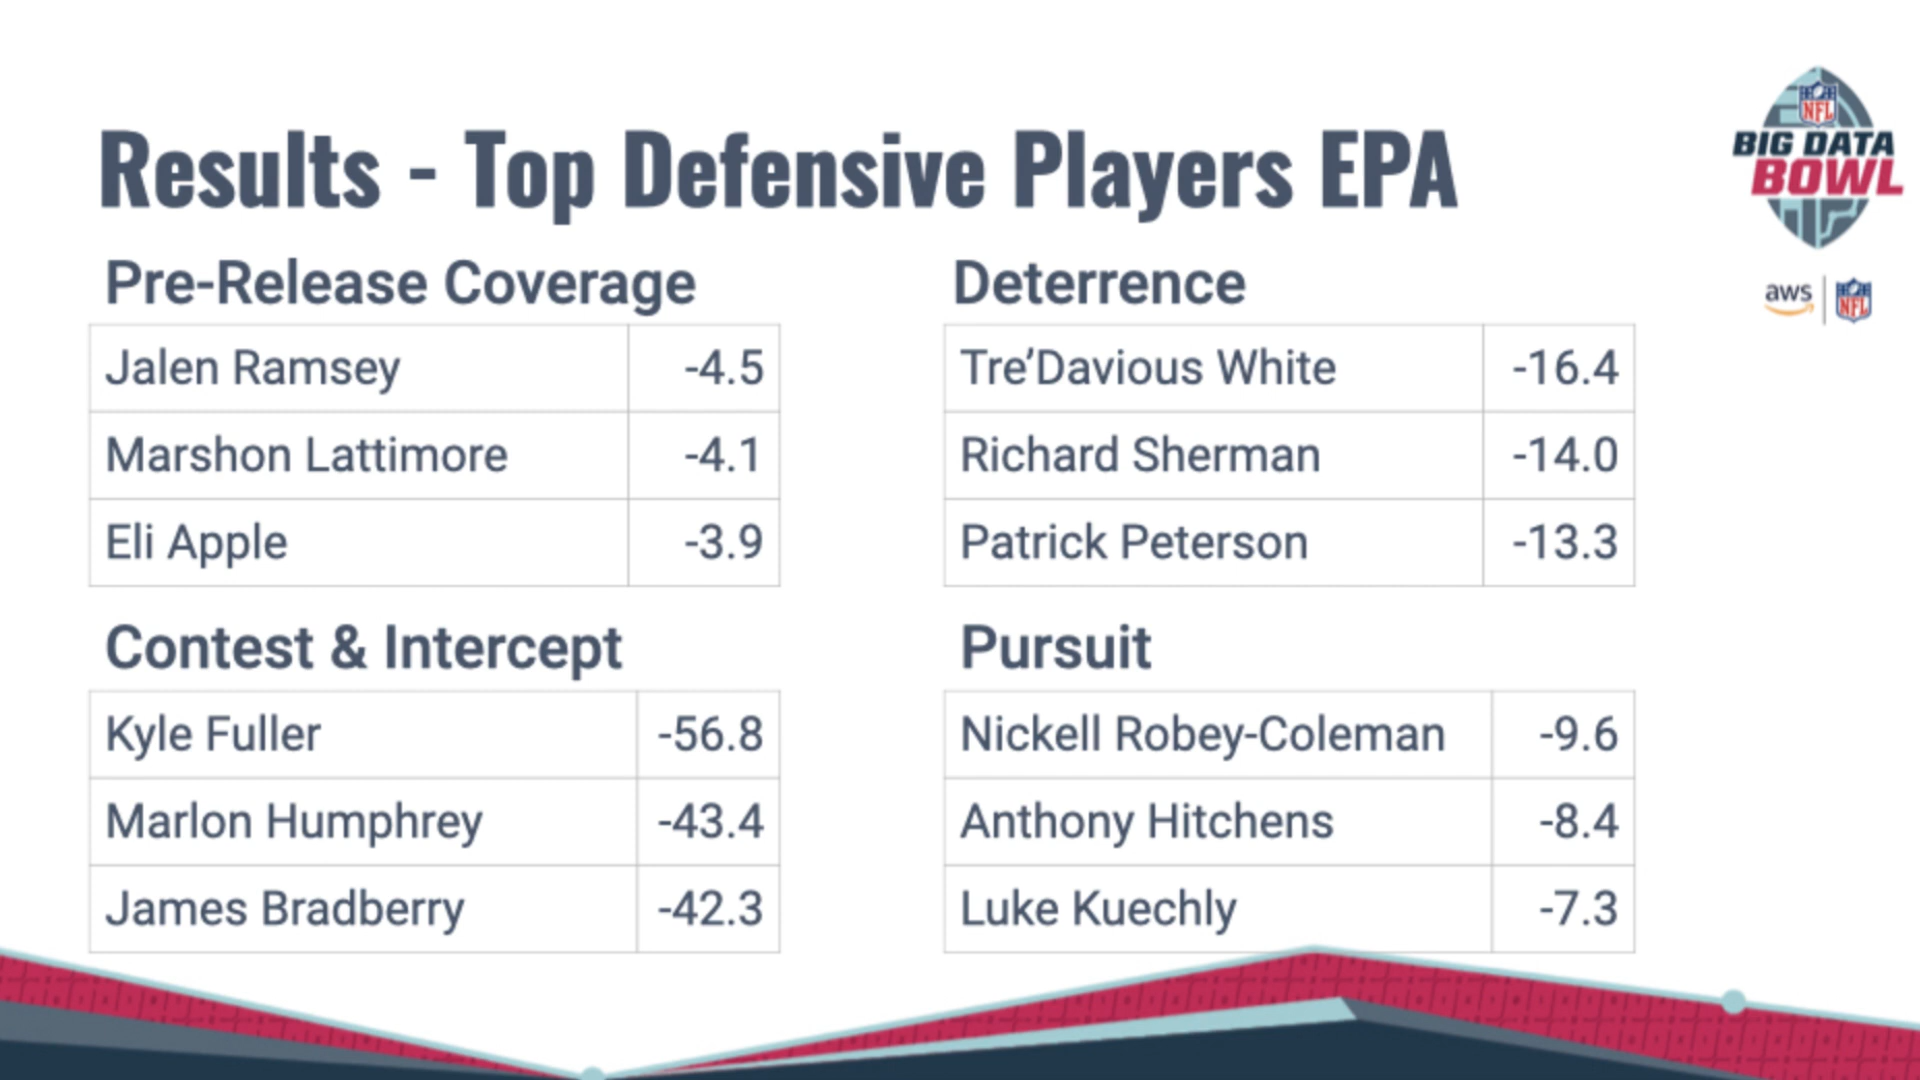 Results - Top Defensive Players EPA
NFL
BIG DATA
BOWL
aws
NFL
Pre-Release Coverage
Jalen Ramsey -4.5
Marshon Lattimore -4.1
Eli Apple -3.9
Deterrence
Tre’Davious White -16.4
Richard Sherman -14.0
Patrick Peterson -13.3
Contest & Intercept
Kyle Fuller -56.8
Marlon Humphrey -43.4
James Bradberry -42.3
Pursuit
Nickell Robey-Coleman -9.6
Anthony Hitchens -8.4
Luke Kuechly -7.3